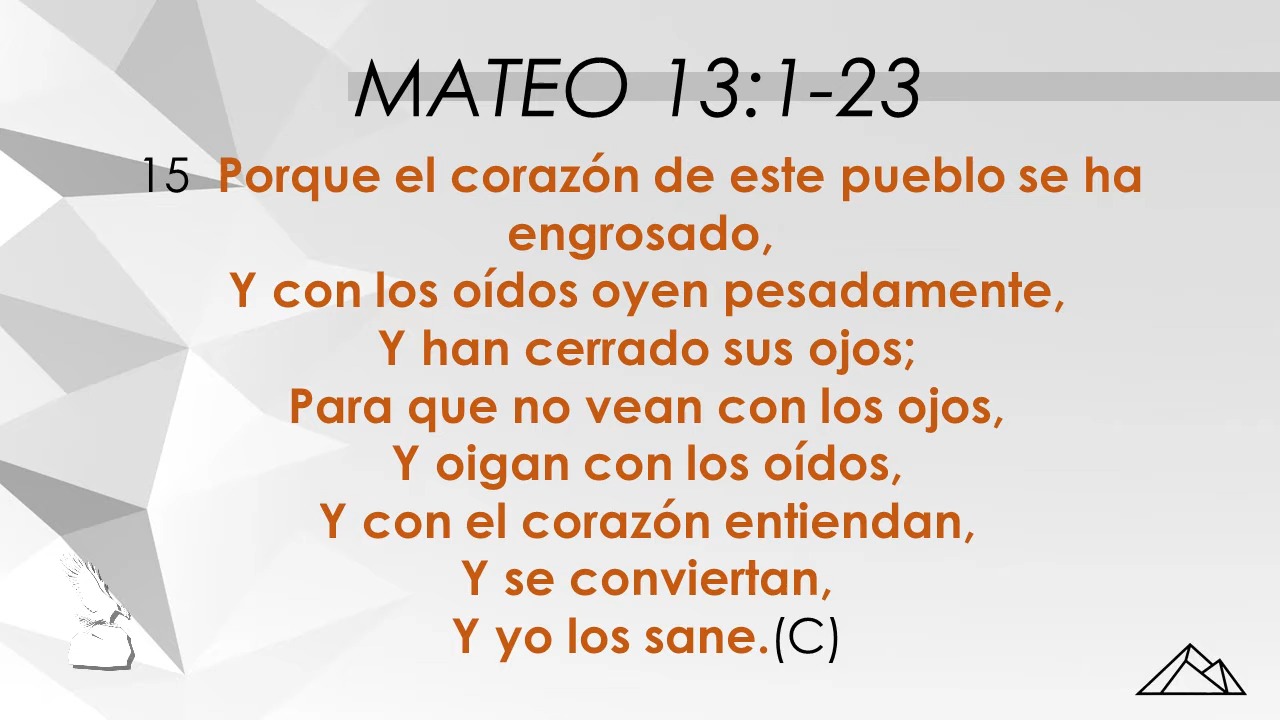 MATEO 13:1-23
15 Porque el corazón de este pueblo se ha
engrosado,
Y con los oídos oyen pesadamente,
Y han cerrado sus ojos;
Para que no vean con los ojos,
Y oigan con los oídos,
Y con el corazón entiendan,
Y se conviertan,
Y yo los sane.(C)